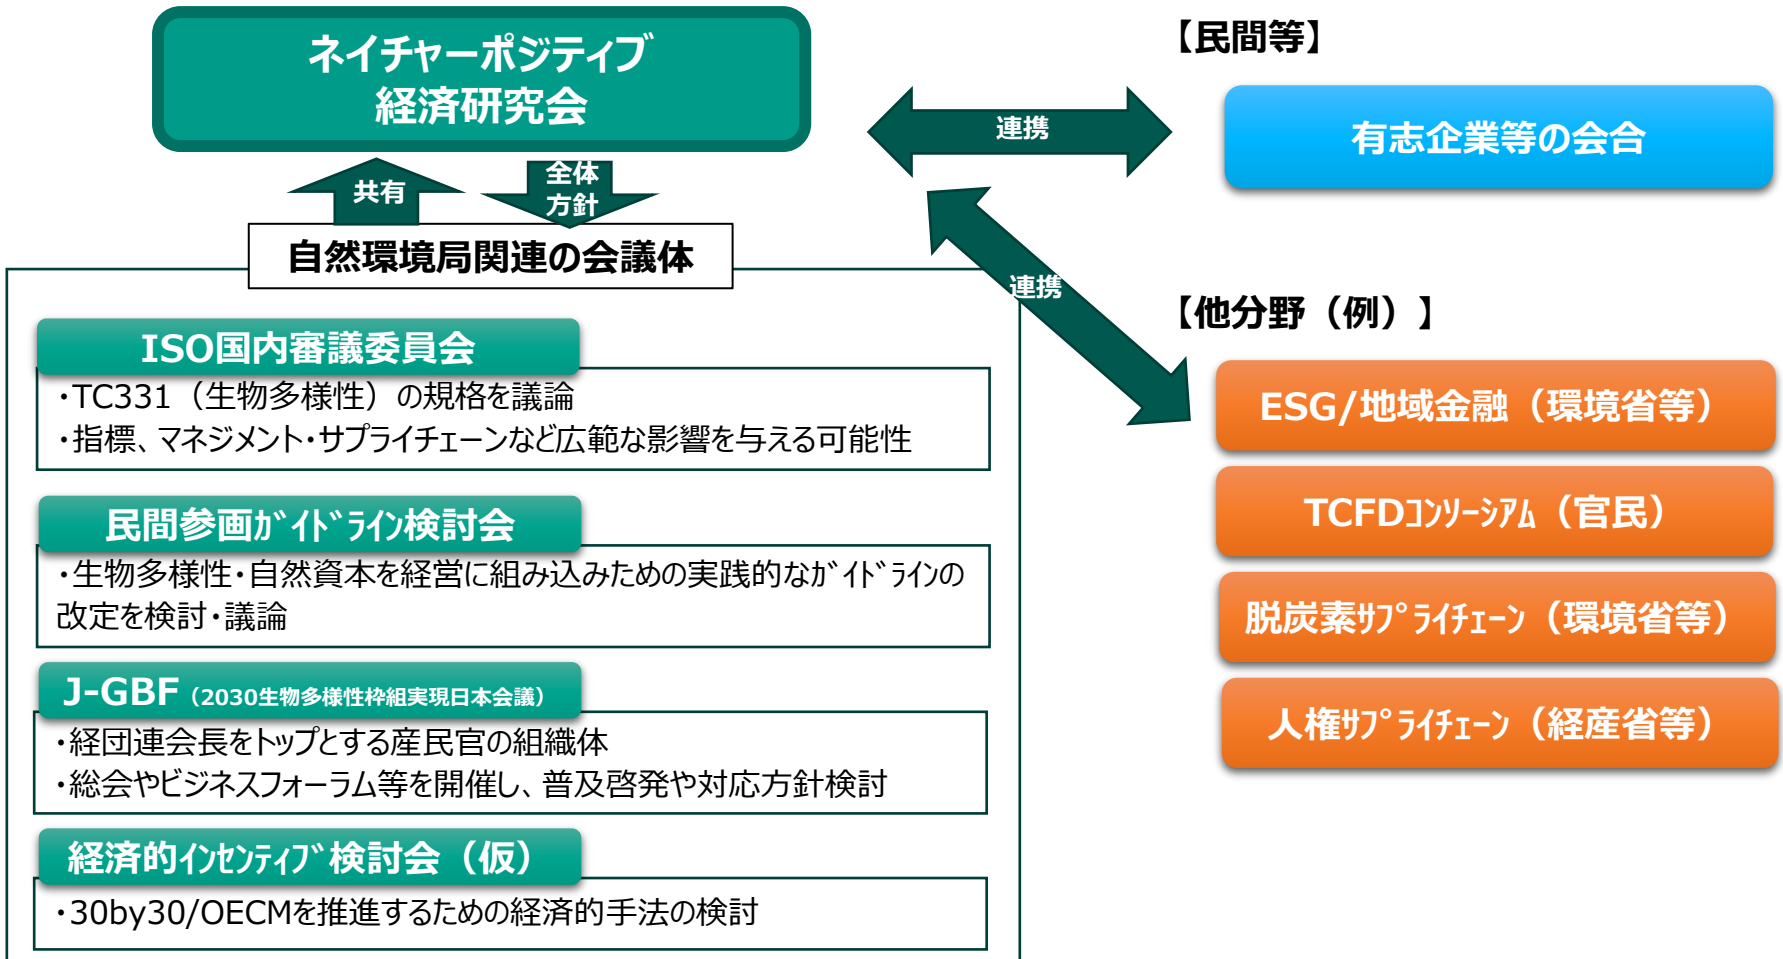 ネイチャーポジティブ
経済研究会
共有
全体
方針
自然環境局関連の会議体
ISO国内審議委員会
・TC331（生物多様性）の規格を議論
・指標、マネジメント・サプライチェーンなど広範な影響を与える可能性
民間参画ｶﾞｲﾄﾞﾗｲﾝ検討会
・生物多様性・自然資本を経営に組み込みための実践的なｶﾞｲﾄﾞﾗｲﾝの
改定を検討・議論
J-GBF（2030生物多様性枠組実現日本会議）
・経団連会長をトップとする産民官の組織体
・総会やビジネスフォーラム等を開催し、普及啓発や対応方針検討
経済的ｲﾝｾﾝﾃｨﾌﾞ検討会（仮）
・30by30/OECMを推進するための経済的手法の検討
連携
連携
【民間等】
有志企業等の会合
【他分野（例）】
ESG/地域金融（環境省等）
TCFDｺﾝｿｰｼｱﾑ（官民）
脱炭素ｻﾌﾟﾗｲﾁｪｰﾝ（環境省等）
人権ｻﾌﾟﾗｲﾁｪｰﾝ（経産省等）